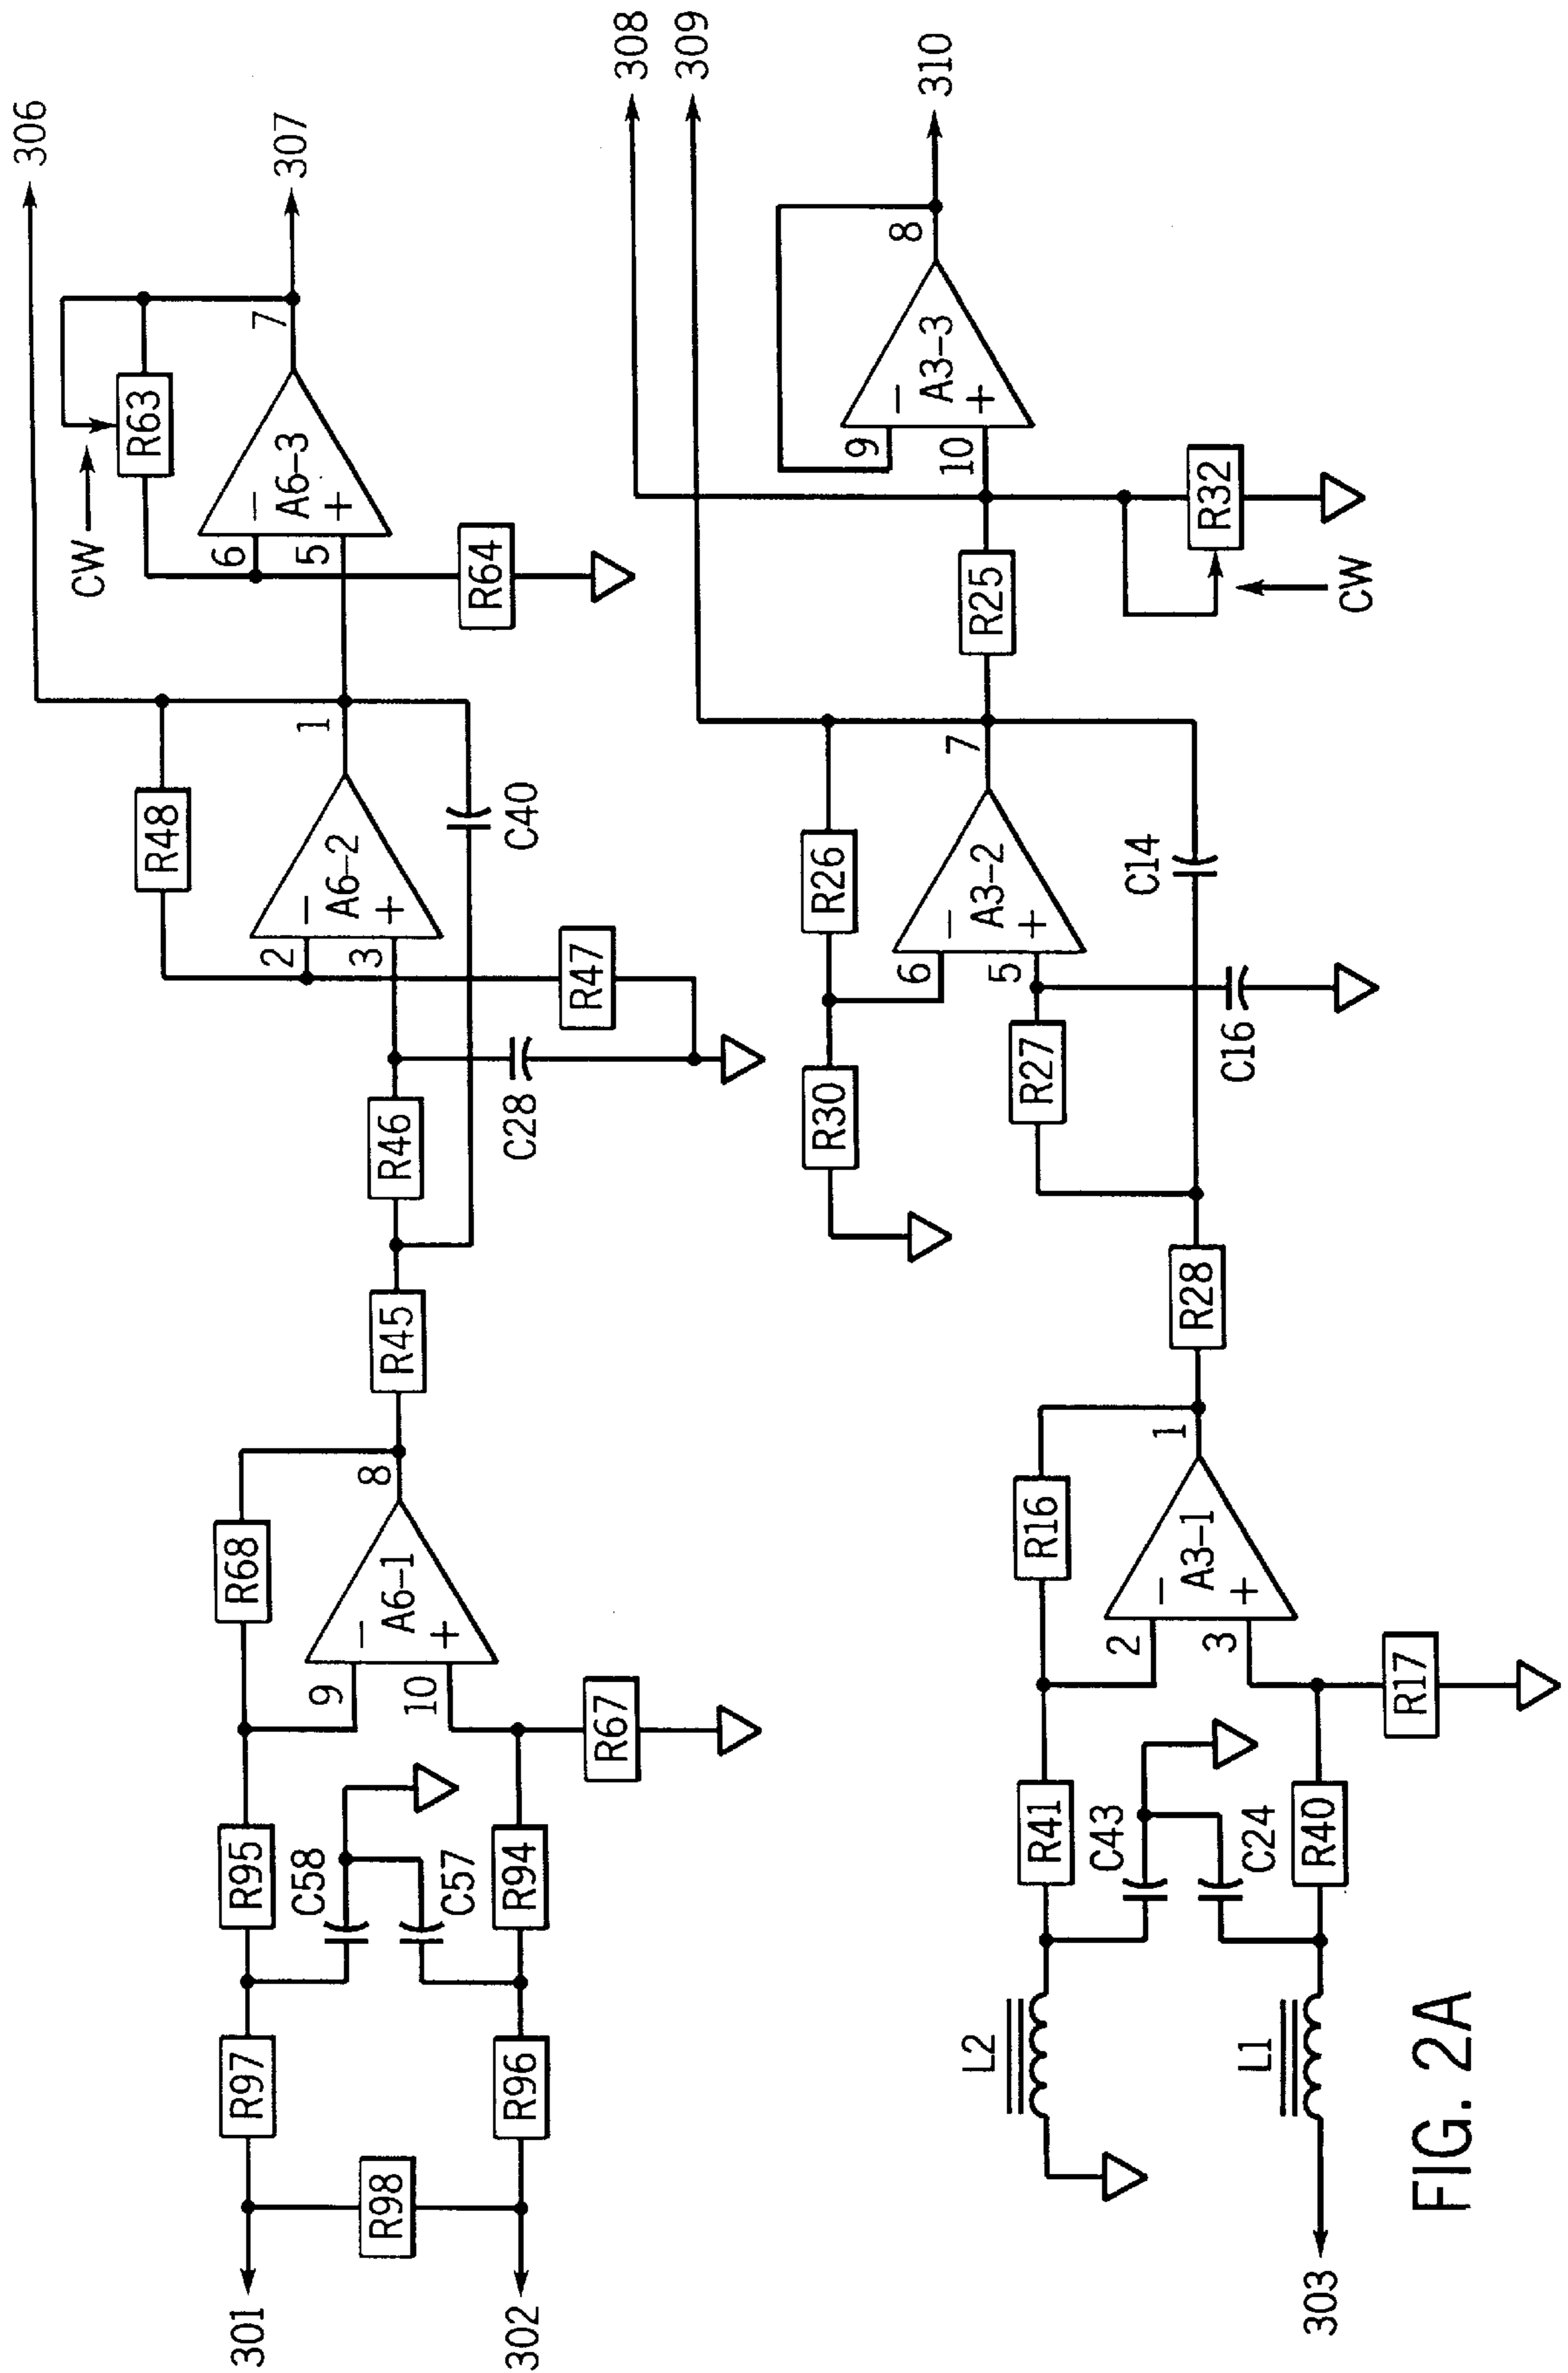 306
CW
R63
7
307
6
5
A6-3
R64
R48
1
2
3
A6-2
C40
R47
R46
C28
R45
R68
8
9
10
A6-1
R67
R95
C58
C57
R94
R97
R96
R98
301
302
308
309
310
8
9
10
A3-3
R25
R32
CW
R26
7
6
5
A3-2
C14
R30
R27
C16
R28
R16
1
2
3
A3-1
R17
R41
C43
C24
R40
L2
L1
303
FIG. 2A